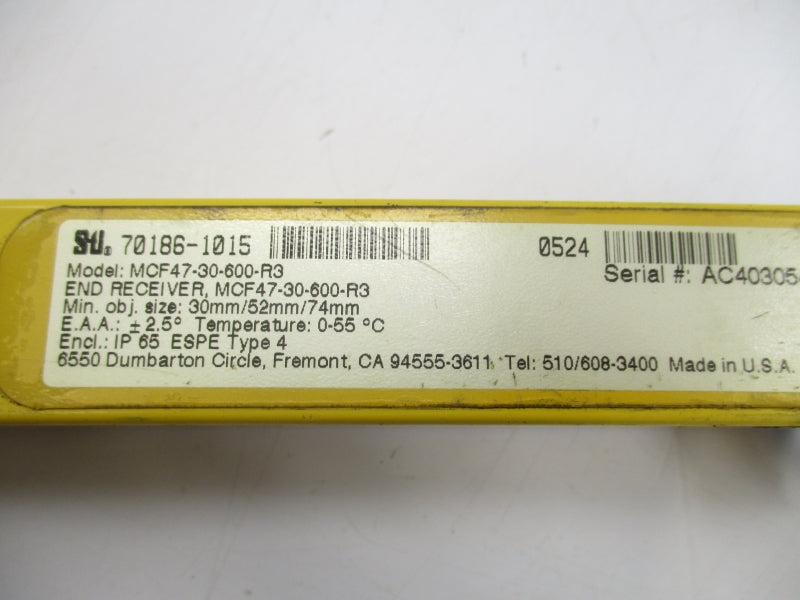 STI® 70186-1015 0524
Serial #: AC40305
Model: MCF47-30-600-R3
END RECEIVER, MCF47-30-600-R3
Min. obj. size: 30mm/52mm/74mm
E.A.A.: ± 2.5° Temperature: 0-55 °C
Encl.: IP 65 ESPE Type 4
6550 Dumbarton Circle, Fremont, CA 94555-3611 Tel: 510/608-3400 Made in U.S.A.